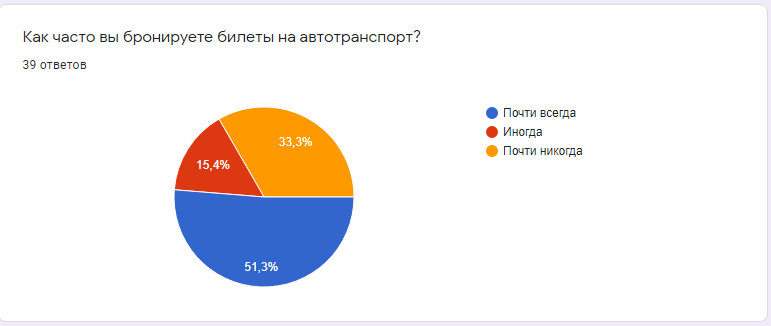 Как часто вы бронируете билеты на автотранспорт?
39 ответов
33,3%
15,4%
51,3%
Почти всегда
Иногда
Почти никогда